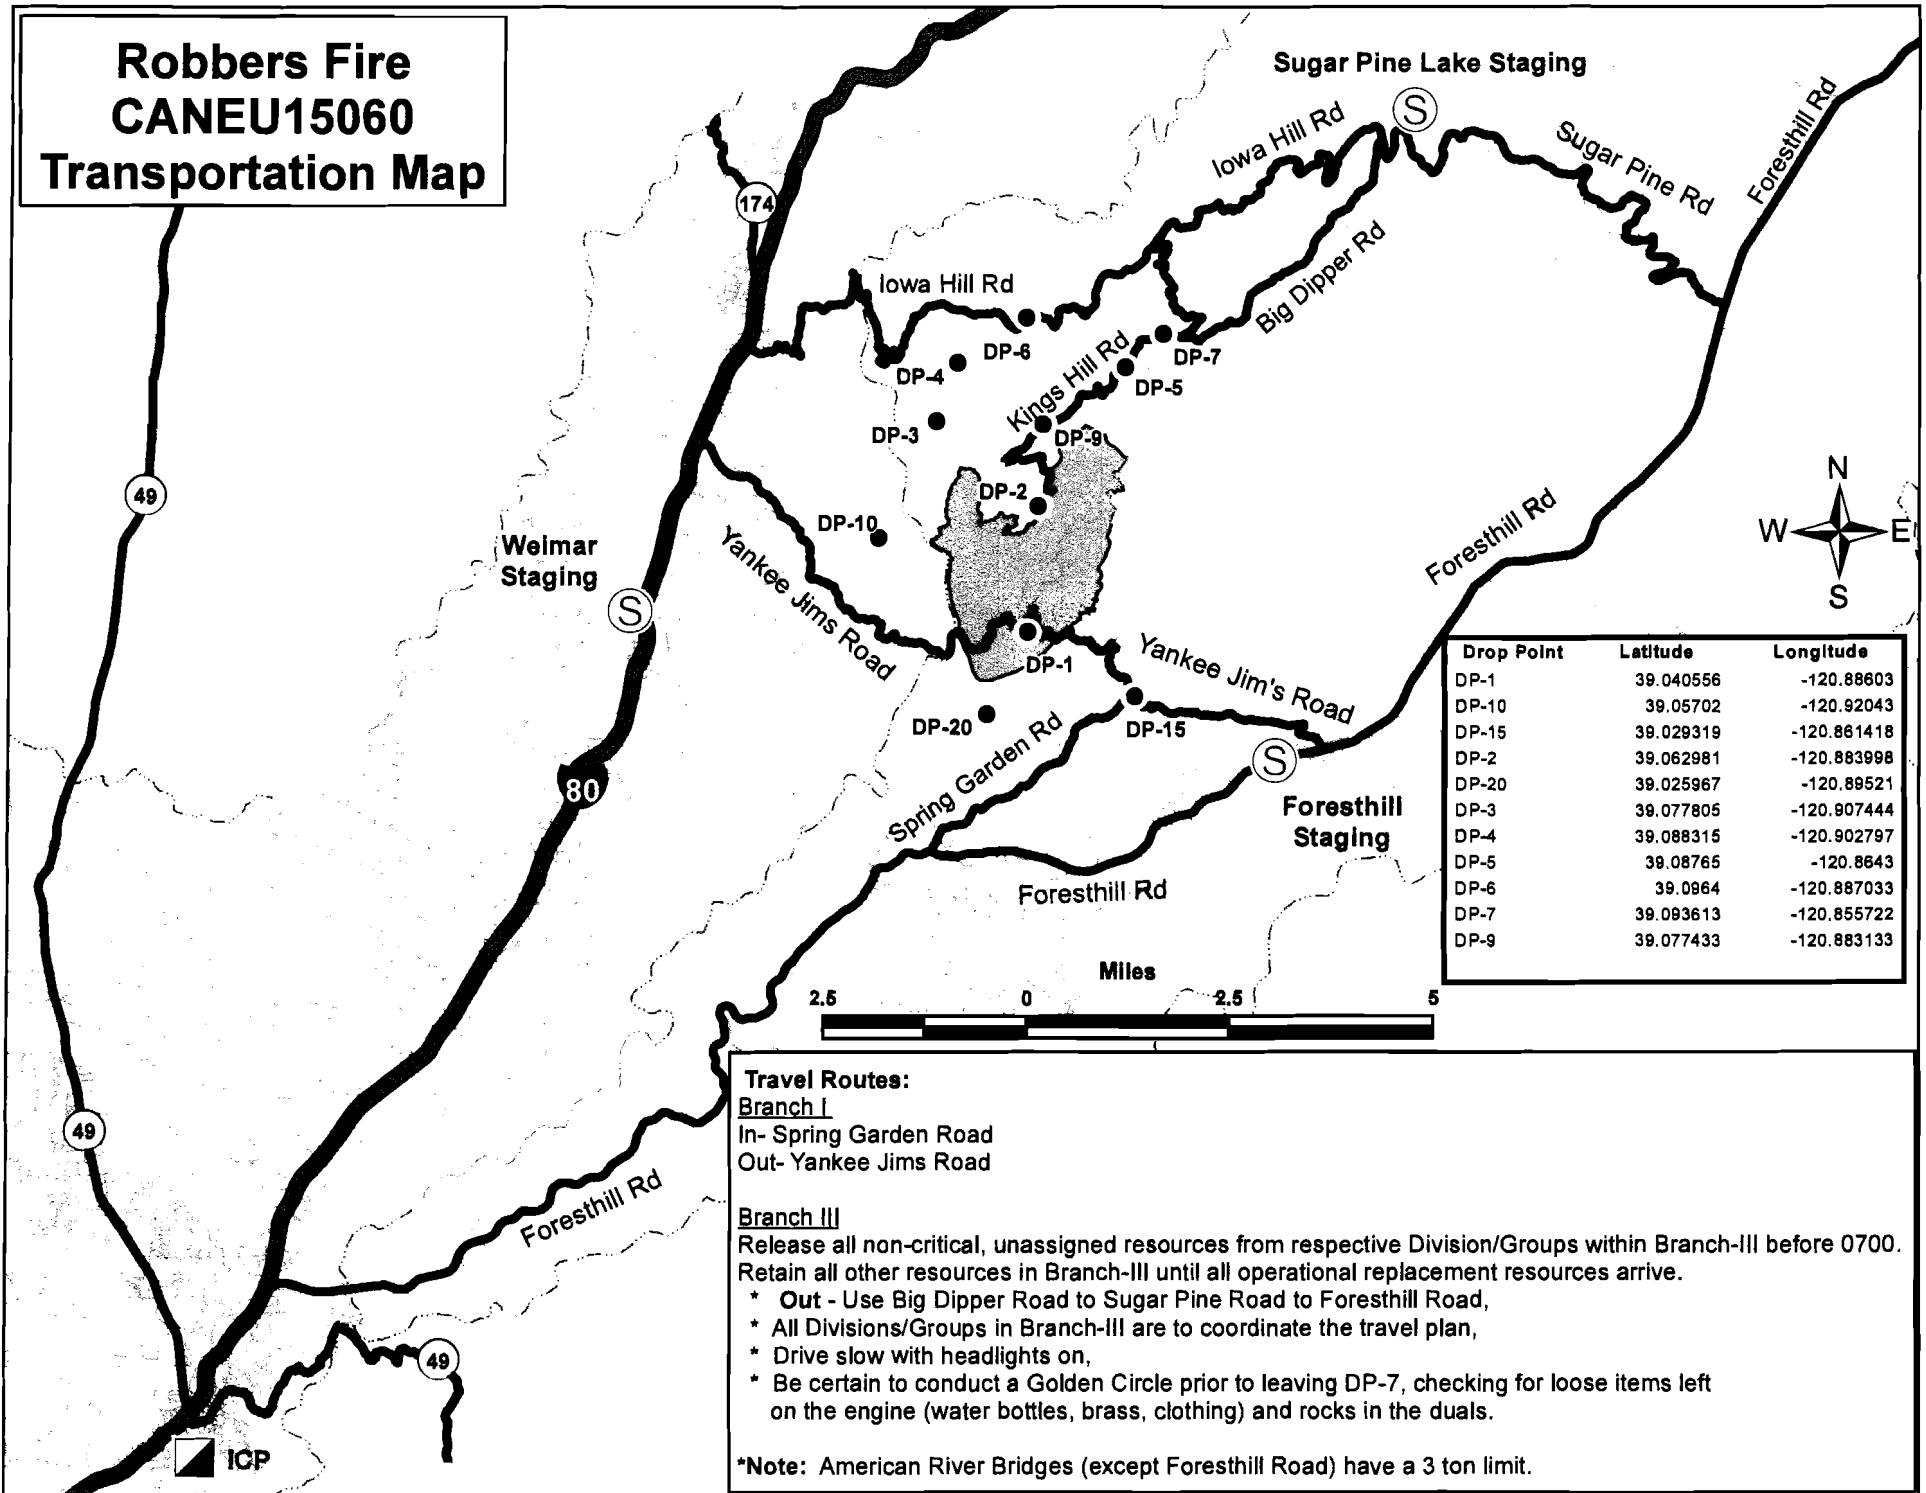 Robbers Fire
CANEU15060
Transportation Map
Sugar Pine Lake Staging
S
Iowa Hill Rd
Sugar Pine Rd
Foresthill Rd
174
Iowa Hill Rd
Big Dipper Rd
DP-6
DP-7
DP-4
Kings Hill Rd
DP-5
DP-3
DP-9
49
DP-2
DP-10
Foresthill Rd
N
W
E
S
Weimar
Staging
S
Yankee Jims Road
DP-1
Yankee Jim's Road
DP-20
DP-15
Spring Garden Rd
S
Foresthill
Staging
80
Foresthill Rd
Drop Point Latitude Longitude
DP-1 39.040556 -120.88603
DP-10 39.05702 -120.92043
DP-15 39.029319 -120.861418
DP-2 39.062981 -120.883998
DP-20 39.025967 -120.89521
DP-3 39.077805 -120.907444
DP-4 39.088315 -120.902797
DP-5 39.08765 -120.8643
DP-6 39.0964 -120.887033
DP-7 39.093613 -120.855722
DP-9 39.077433 -120.883133
Miles
2.5 0 2.5 5
49
Foresthill Rd
49
ICP
Travel Routes:
Branch I
In- Spring Garden Road
Out- Yankee Jims Road
Branch III
Release all non-critical, unassigned resources from respective Division/Groups within Branch-III before 0700.
Retain all other resources in Branch-III until all operational replacement resources arrive.
* Out - Use Big Dipper Road to Sugar Pine Road to Foresthill Road,
* All Divisions/Groups in Branch-III are to coordinate the travel plan,
* Drive slow with headlights on,
* Be certain to conduct a Golden Circle prior to leaving DP-7, checking for loose items left
on the engine (water bottles, brass, clothing) and rocks in the duals.
*Note: American River Bridges (except Foresthill Road) have a 3 ton limit.